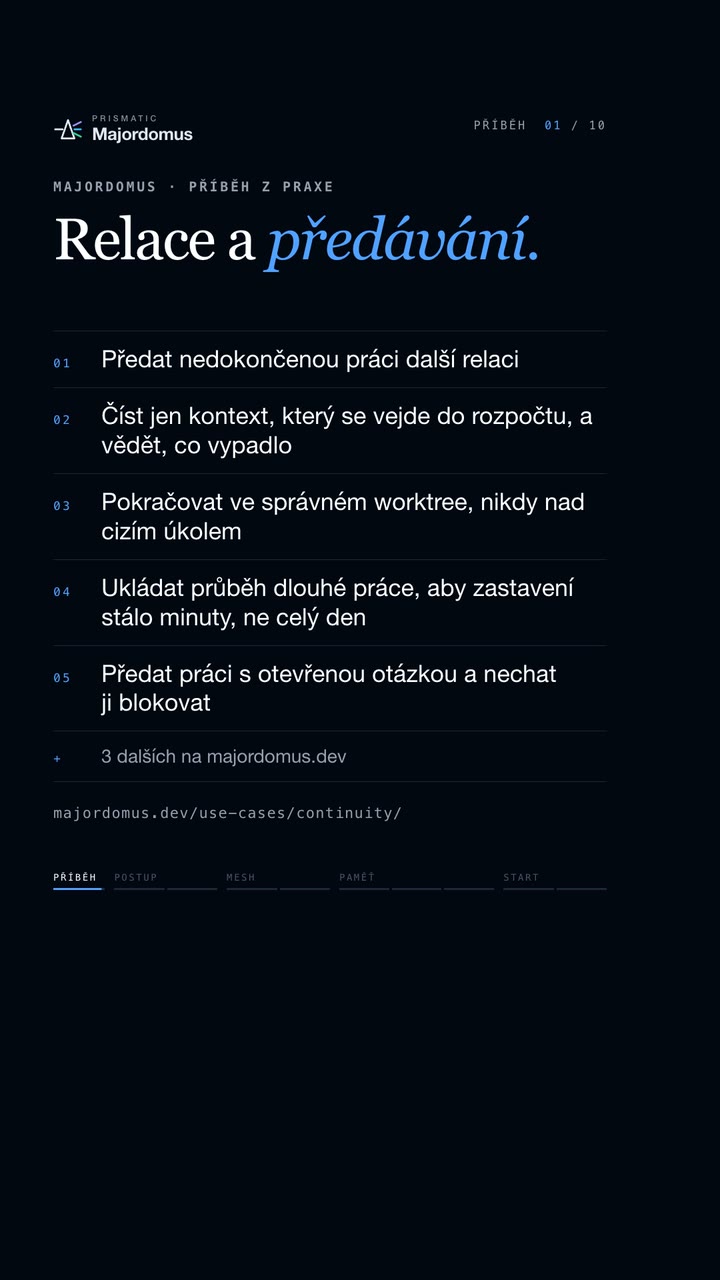 PRISMATIC
Majordomus
PŘÍBĚH 01 / 10
MAJORDOMUS · PŘÍBĚH Z PRAXE
Relace a předávání.
01 Předat nedokončenou práci další relaci
02 Číst jen kontext, který se vejde do rozpočtu, a
vědět, co vypadlo
03 Pokračovat ve správném worktree, nikdy nad
cizím úkolem
04 Ukládat průběh dlouhé práce, aby zastavení
stálo minuty, ne celý den
05 Předat práci s otevřenou otázkou a nechat
ji blokovat
+ 3 dalších na majordomus.dev
majordomus.dev/use-cases/continuity/
PŘÍBĚH POSTUP MESH PAMĚŤ START